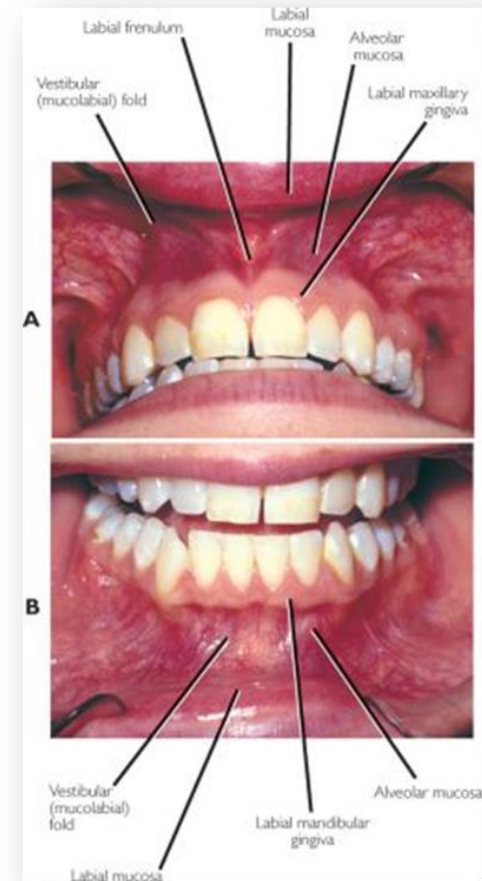 Labial frenulum
Labial
mucosa
Alveolar
mucosa
Vestibular
(mucolabial) fold
Labial maxillary
gingiva
A
B
Vestibular
(mucolabial)
fold
Labial mandibular
gingiva
Alveolar mucosa
Labial mucosa